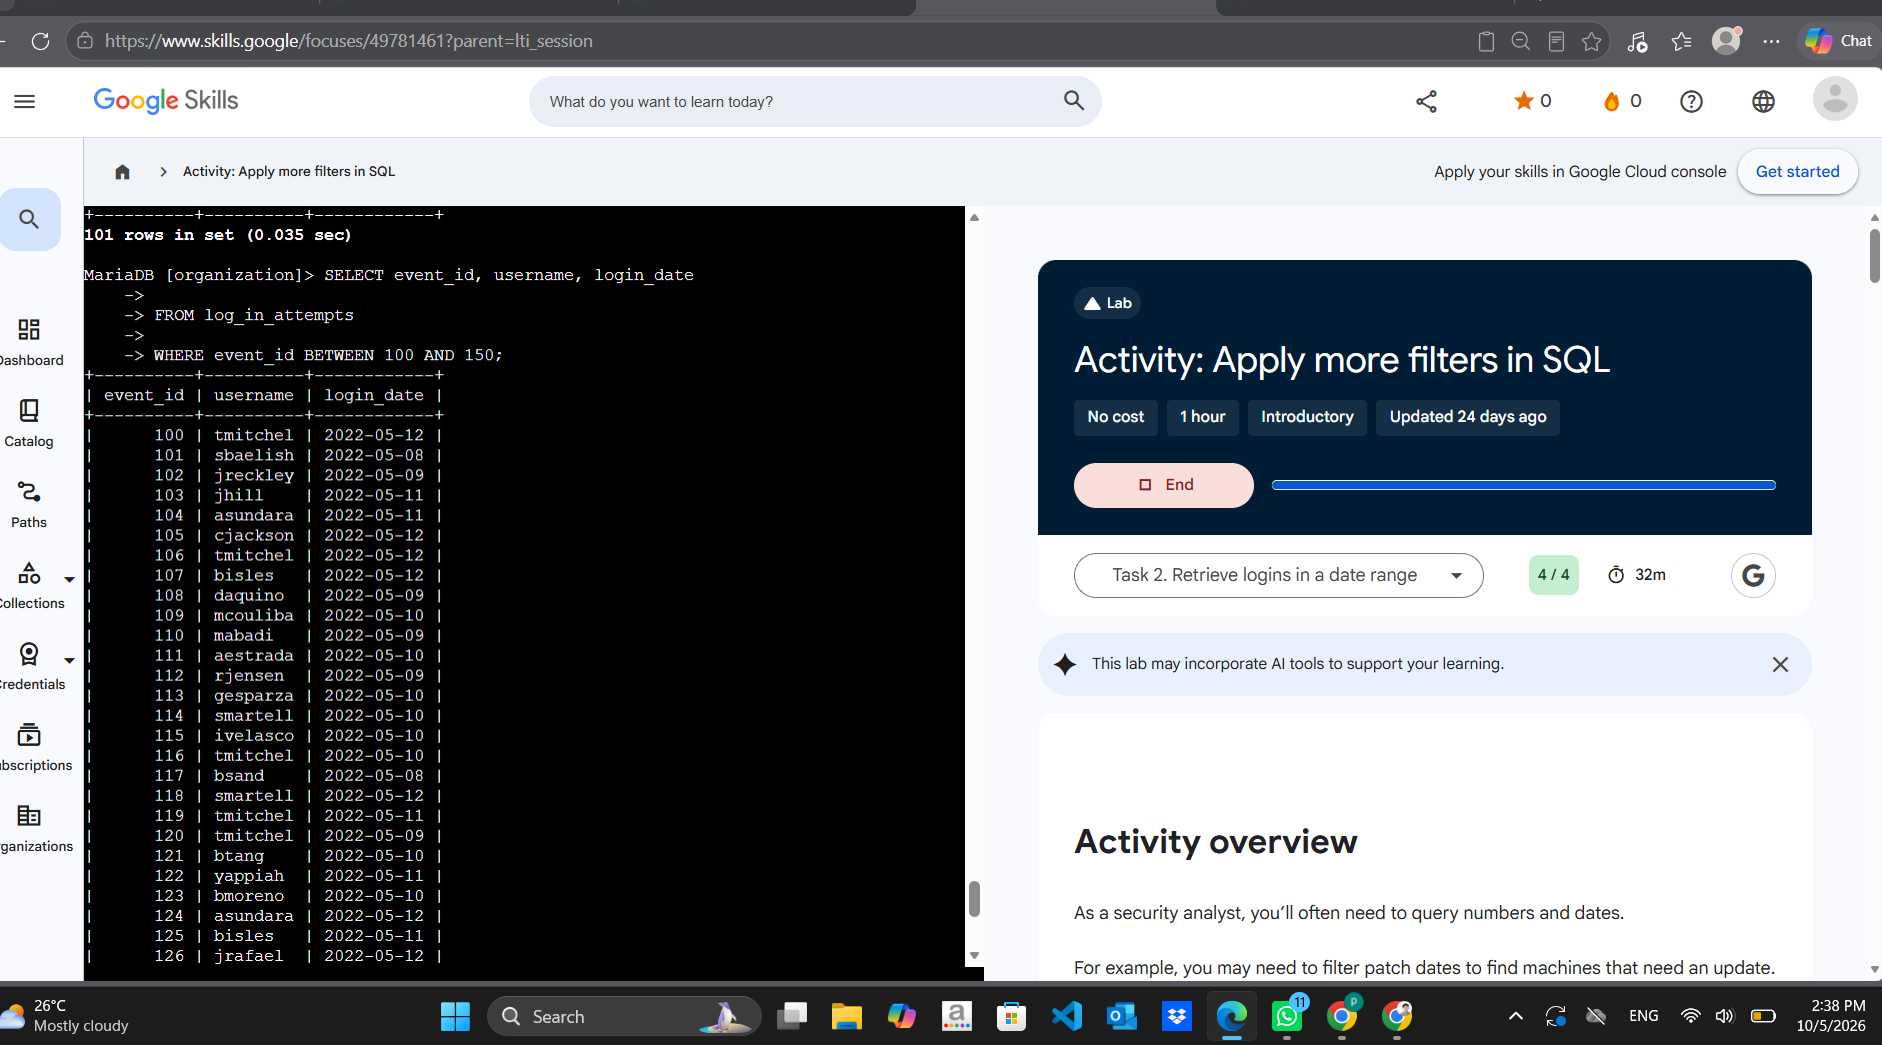 https://www.skills.google/focuses/49781461?parent=lti_session
Chat
Google Skills
What do you want to learn today?
0
0
Activity: Apply more filters in SQL
Apply your skills in Google Cloud console
Get started
Dashboard
Catalog
Paths
Collections
Credentials
bscriptions
ganizations
+----------+----------+------------+
101 rows in set (0.035 sec)
MariaDB [organization]> SELECT event_id, username, login_date
->
-> FROM log_in_attempts
->
-> WHERE event_id BETWEEN 100 AND 150;
+----------+----------+------------+
| event_id | username | login_date |
+----------+----------+------------+
| 100 | tmitchel | 2022-05-12 |
| 101 | sbaelish | 2022-05-08 |
| 102 | jreckley | 2022-05-09 |
| 103 | jhill | 2022-05-11 |
| 104 | asundara | 2022-05-11 |
| 105 | cjackson | 2022-05-12 |
| 106 | tmitchel | 2022-05-12 |
| 107 | bisles | 2022-05-12 |
| 108 | daquino | 2022-05-09 |
| 109 | mcouliba | 2022-05-10 |
| 110 | mabadi | 2022-05-09 |
| 111 | aestrada | 2022-05-10 |
| 112 | rjensen | 2022-05-09 |
| 113 | gesparza | 2022-05-10 |
| 114 | smartell | 2022-05-10 |
| 115 | ivelasco | 2022-05-10 |
| 116 | tmitchel | 2022-05-10 |
| 117 | bsand | 2022-05-08 |
| 118 | smartell | 2022-05-12 |
| 119 | tmitchel | 2022-05-11 |
| 120 | tmitchel | 2022-05-09 |
| 121 | btang | 2022-05-10 |
| 122 | yappiah | 2022-05-11 |
| 123 | bmoreno | 2022-05-10 |
| 124 | asundara | 2022-05-12 |
| 125 | bisles | 2022-05-11 |
| 126 | jrafael | 2022-05-12 |
Lab
Activity: Apply more filters in SQL
No cost
1 hour
Introductory
Updated 24 days ago
End
Task 2. Retrieve logins in a date range
4 / 4
32m
G
This lab may incorporate AI tools to support your learning.
Activity overview
As a security analyst, you’ll often need to query numbers and dates.
For example, you may need to filter patch dates to find machines that need an update.
26°C
Mostly cloudy
Search
a
11
p
ENG
2:38 PM
10/5/2026